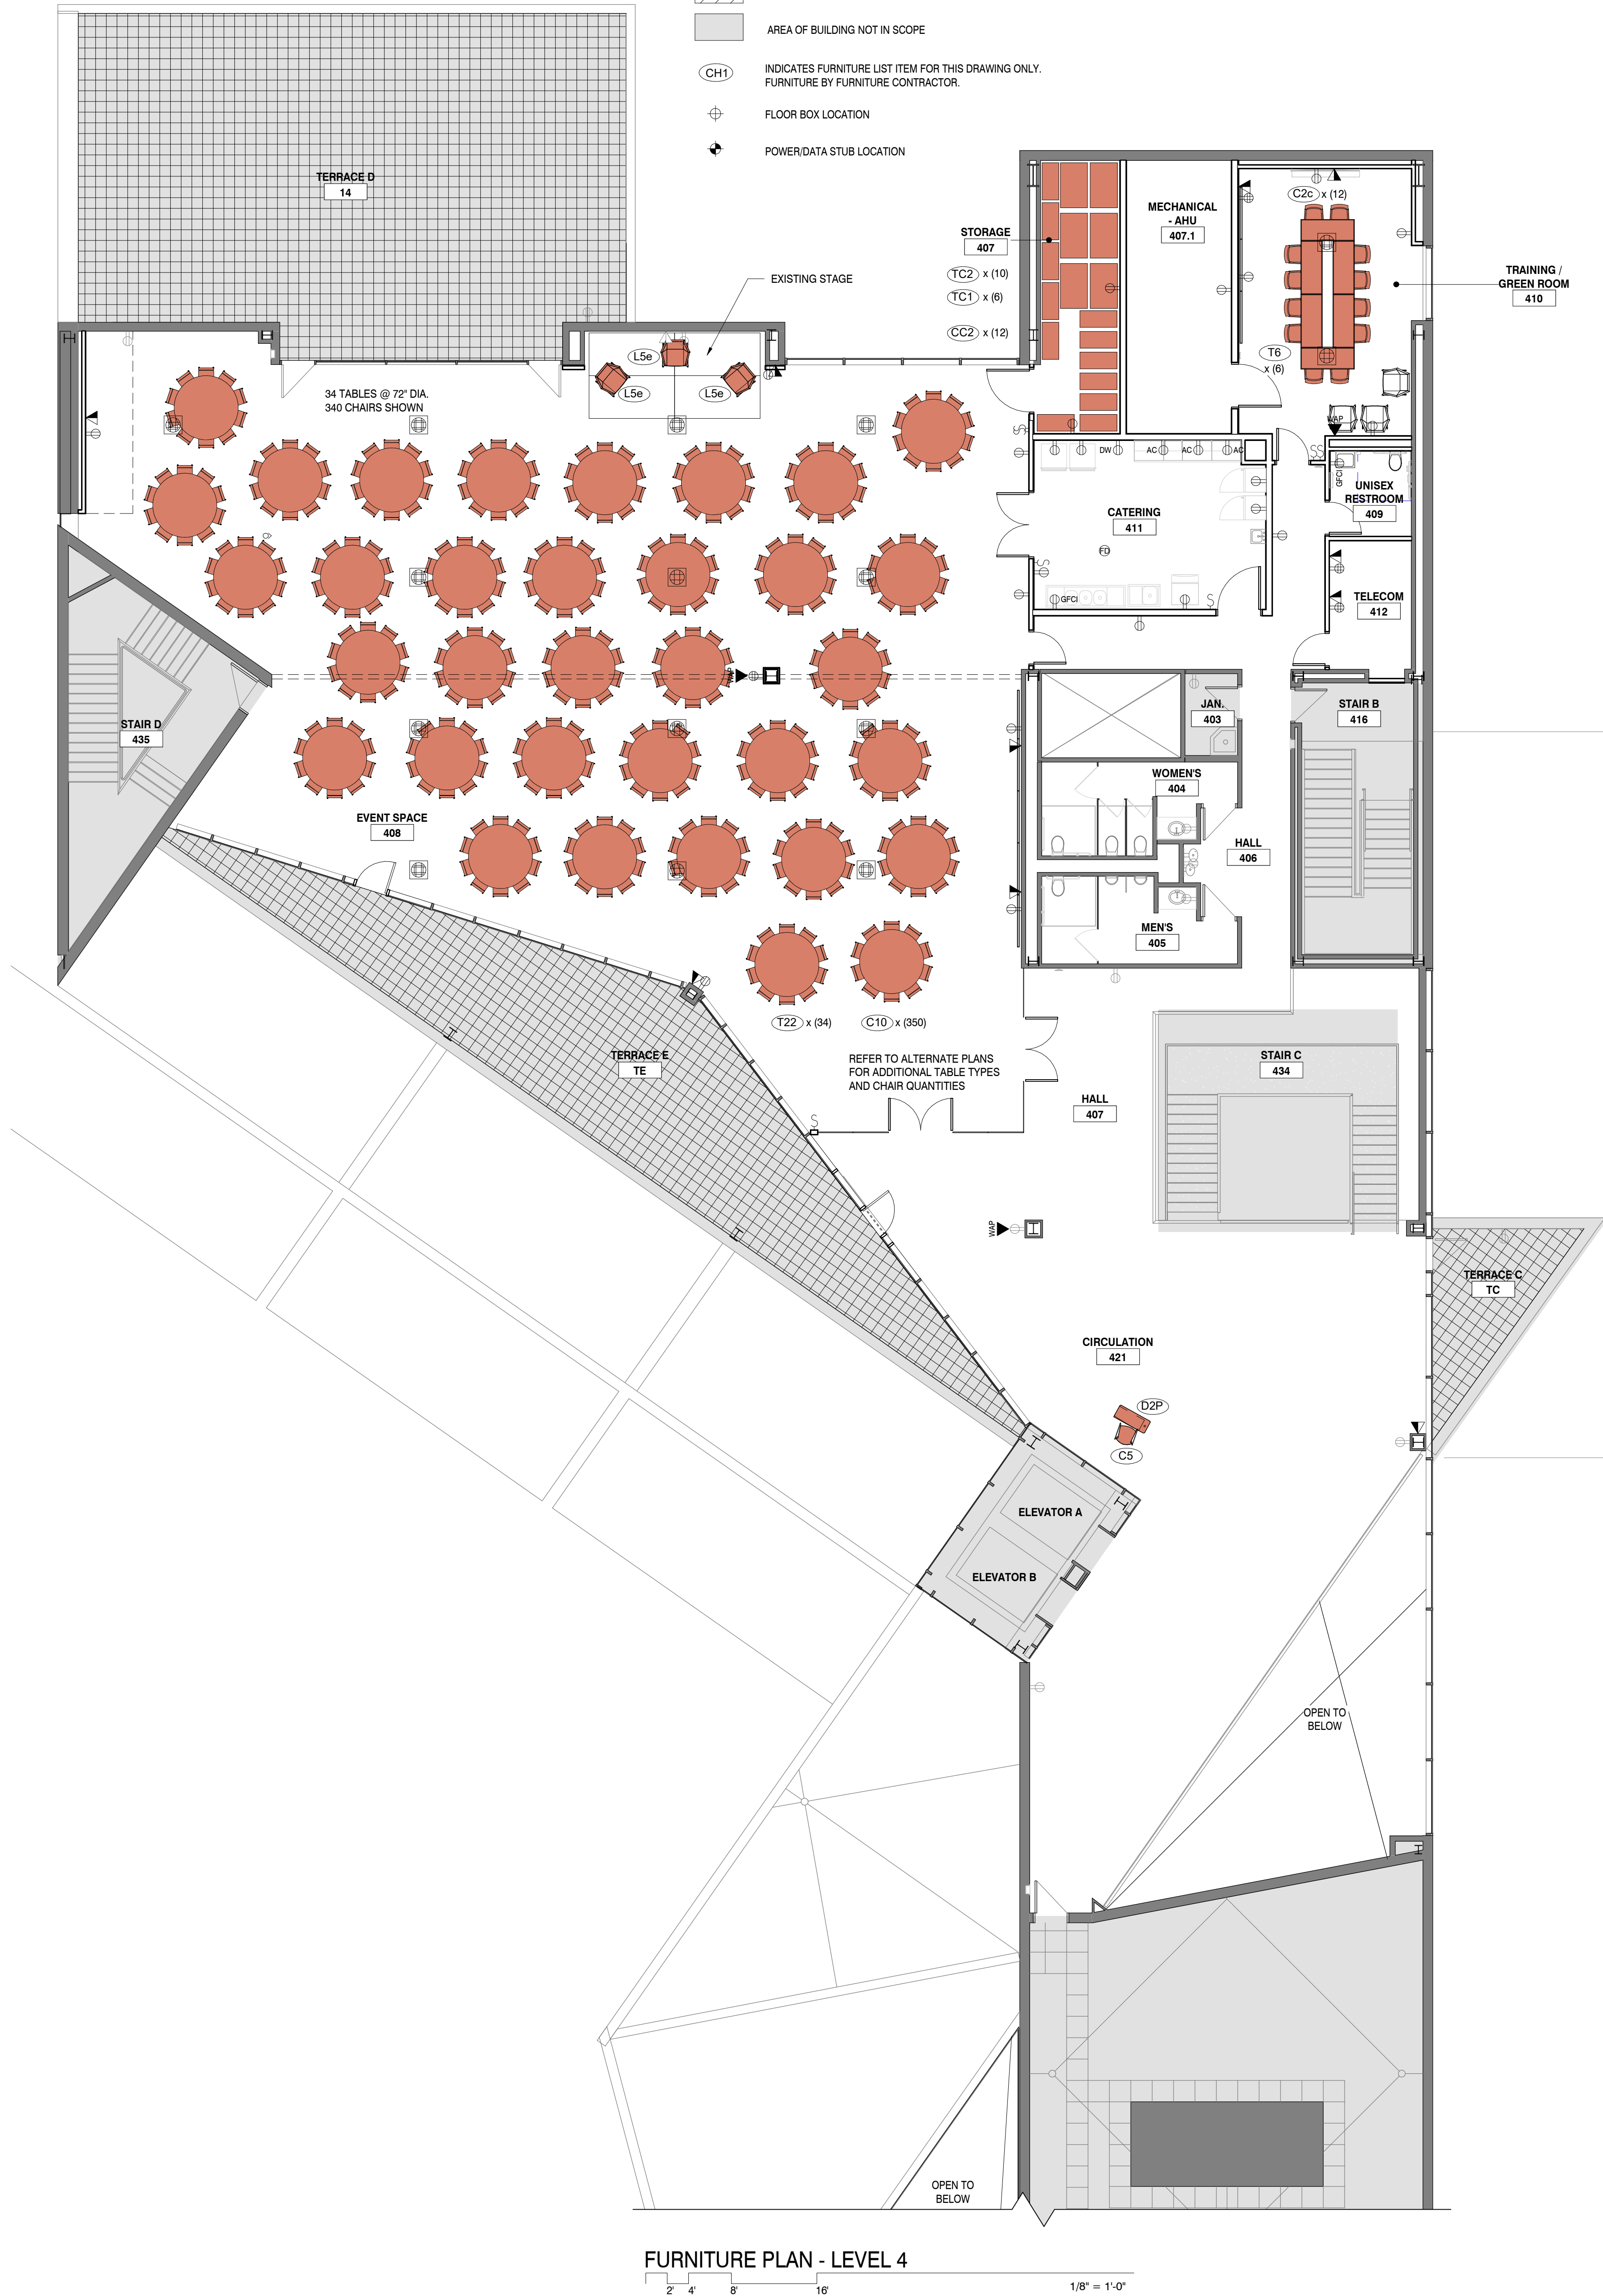 AREA OF BUILDING NOT IN SCOPE
CH1
INDICATES FURNITURE LIST ITEM FOR THIS DRAWING ONLY.
FURNITURE BY FURNITURE CONTRACTOR.
FLOOR BOX LOCATION
POWER/DATA STUB LOCATION
TERRACE D
14
STORAGE
407
TC2 x (10)
TC1 x (6)
CC2 x (12)
MECHANICAL
- AHU
407.1
C2c x (12)
TRAINING /
GREEN ROOM
410
T6
x (6)
WAP
EXISTING STAGE
L5e
L5e
L5e
34 TABLES @ 72" DIA.
340 CHAIRS SHOWN
DW
AC
AC
AC
S
SS
GFCI
UNISEX
RESTROOM
409
CATERING
411
FD
S
GFCI
S
TELECOM
412
WAP
STAIR D
435
JAN.
403
STAIR B
416
WOMEN'S
404
EVENT SPACE
408
HALL
406
MEN'S
405
T22 x (34)
C10 x (350)
REFER TO ALTERNATE PLANS
FOR ADDITIONAL TABLE TYPES
AND CHAIR QUANTITIES
TERRACE E
TE
STAIR C
434
HALL
407
S
WAP
TERRACE C
TC
CIRCULATION
421
D2P
C5
ELEVATOR A
ELEVATOR B
OPEN TO
BELOW
OPEN TO
BELOW
FURNITURE PLAN - LEVEL 4
2' 4' 8' 16'
1/8" = 1'-0"